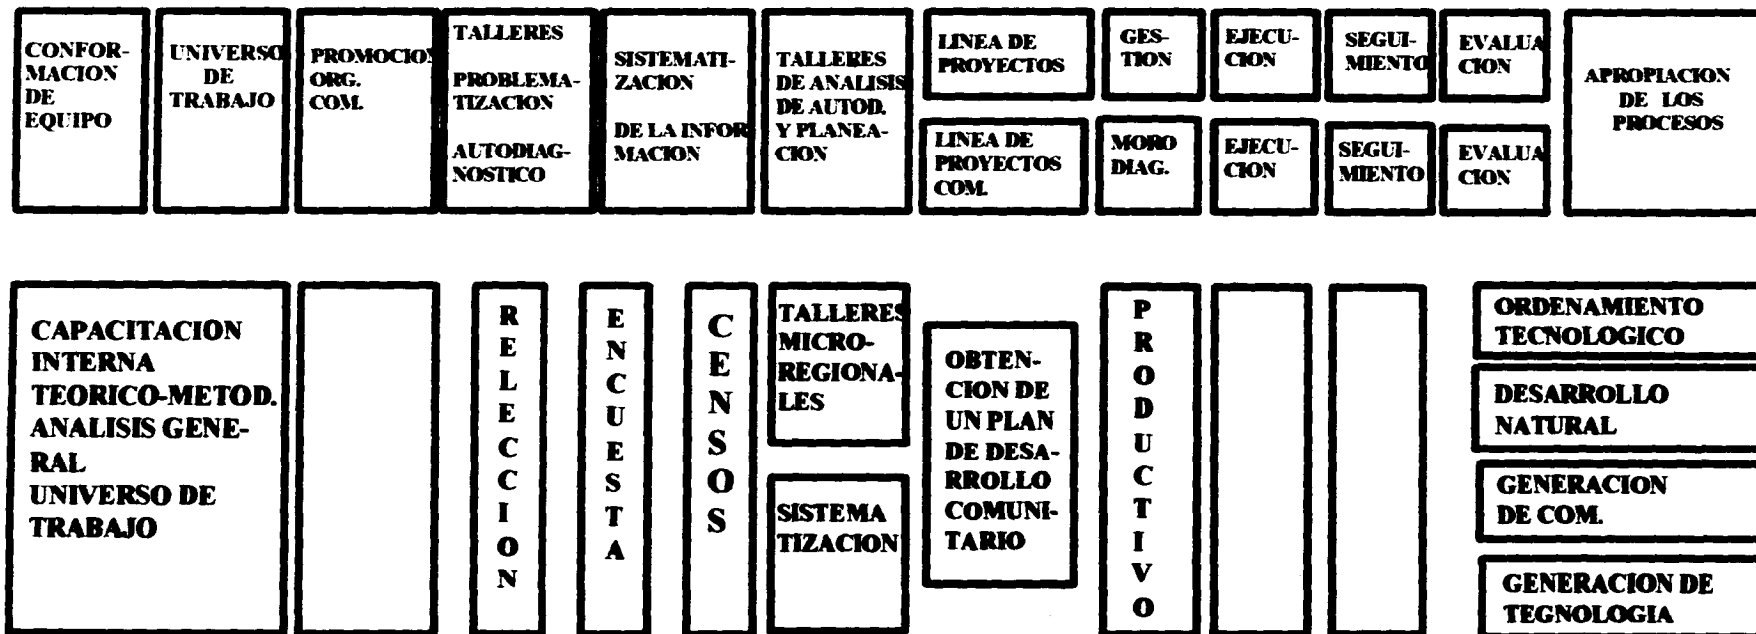 CONFOR-
MACION
DE
EQUIPO
UNIVERSO
DE
TRABAJO
PROMOCION
ORG.
COM.
TALLERES
PROBLEMA-
TIZACION
AUTODIAG-
NOSTICO
SISTEMATI-
ZACION
DE LA INFOR
MACION
TALLERES
DE ANALISIS
DE AUTOD.
Y PLANEA-
CION
LINEA DE
PROYECTOS
GES-
TION
EJECU-
CION
SEGUI-
MIENTO
EVALUA
CION
LINEA DE
PROYECTOS
COM.
MORO
DIAG.
EJECU-
CION
SEGUI-
MIENTO
EVALUA
CION
APROPIACION
DE LOS
PROCESOS
CAPACITACION
INTERNA
TEORICO-METOD.
ANALISIS GENE-
RAL
UNIVERSO DE
TRABAJO
RELECCION
ENCUESTA
CENSOS
TALLERES
MICRO-
REGIONA-
LES
SISTEMA
TIZACION
OBTEN-
CION DE
UN PLAN
DE DESA-
RROLLO
COMUNI-
TARIO
PRODUCTIVO
ORDENAMIENTO
TECNOLOGICO
DESARROLLO
NATURAL
GENERACION
DE COM.
GENERACION DE
TEGNOLOGIA